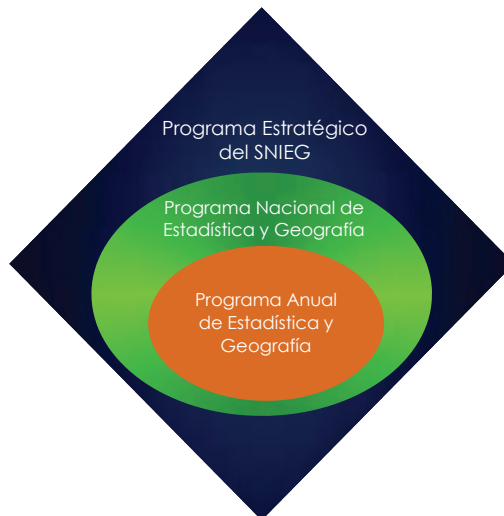 Programa Estratégico
del SNIEG
Programa Nacional de
Estadística y Geografía
Programa Anual
de Estadística y
Geografía